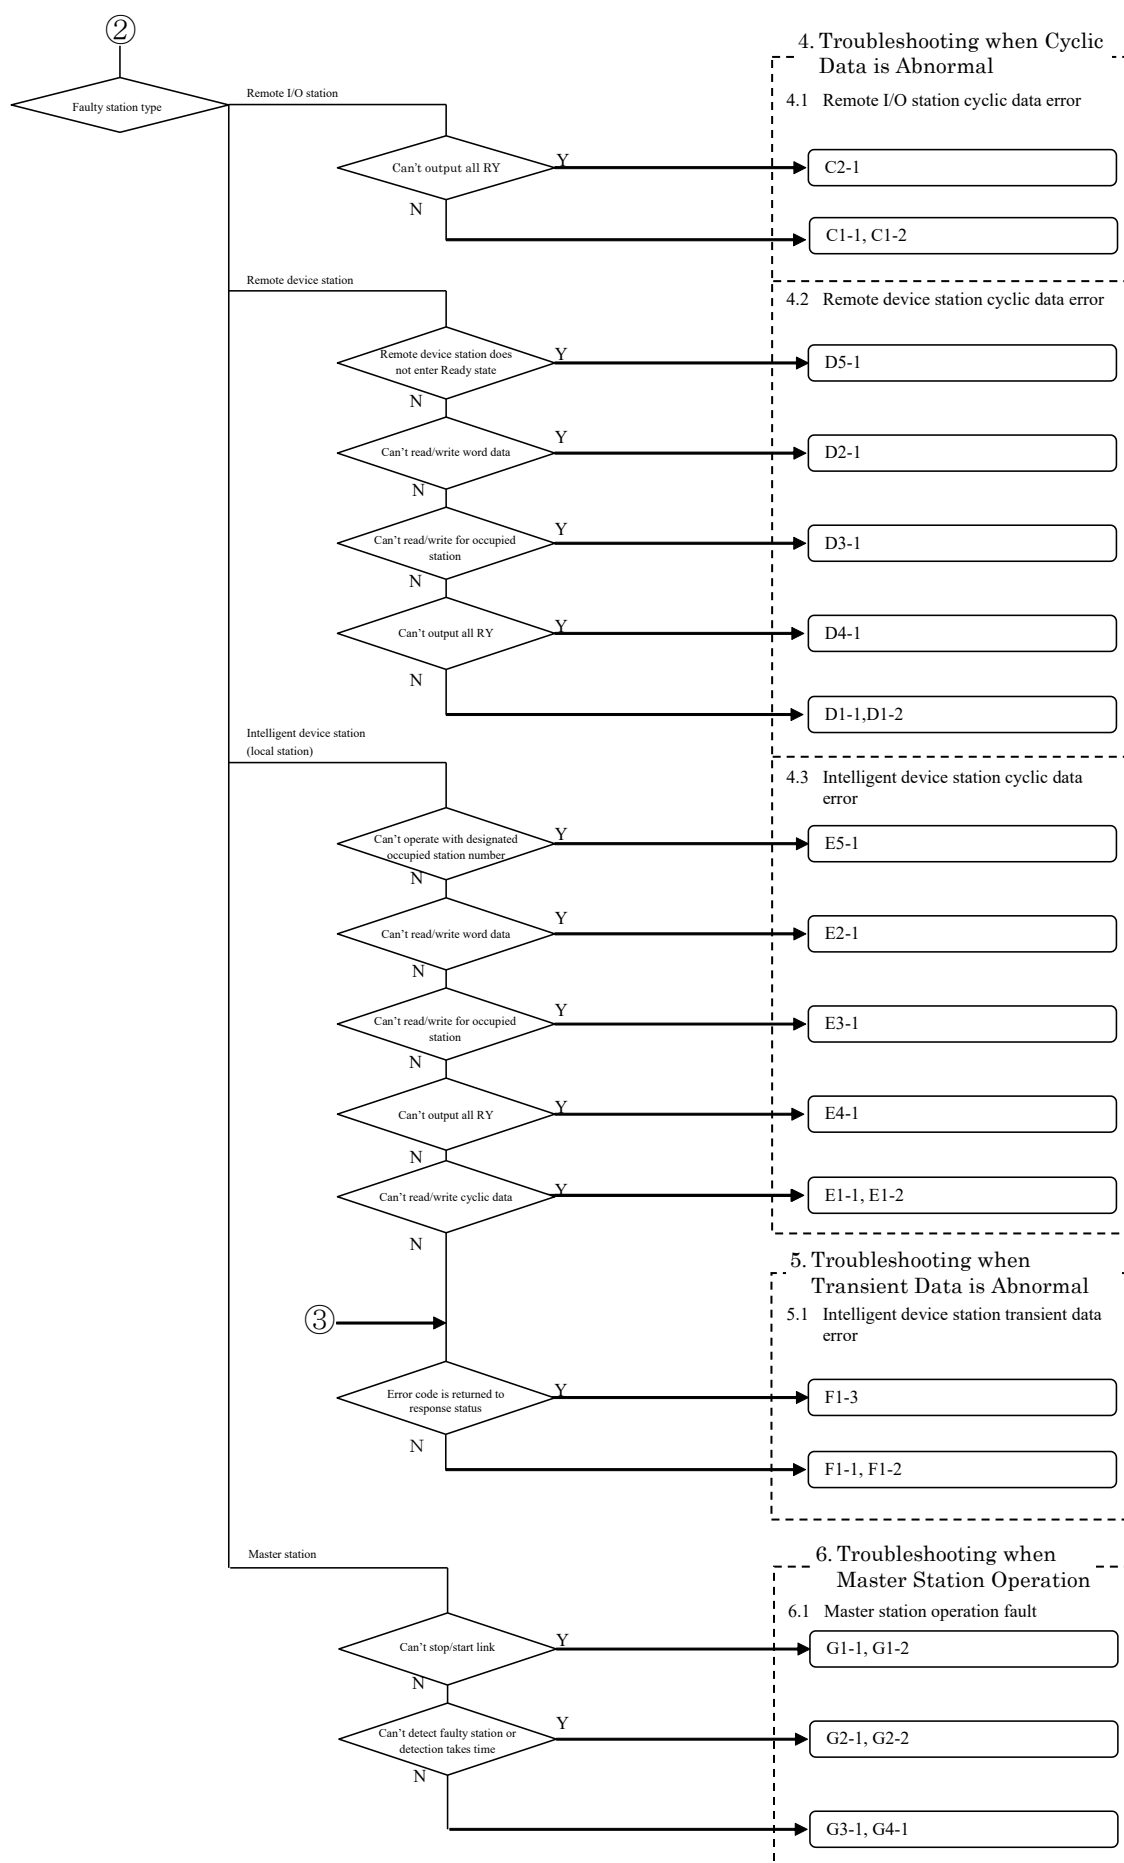 ②
Faulty station type
Remote I/O station
4. Troubleshooting when Cyclic
Data is Abnormal
4.1 Remote I/O station cyclic data error
Can't output all RY
Y
C2-1
N
C1-1, C1-2
Remote device station
4.2 Remote device station cyclic data error
Remote device station does
not enter Ready state
Y
D5-1
N
Can't read/write word data
Y
D2-1
N
Can't read/write for occupied
station
Y
D3-1
N
Can't output all RY
Y
D4-1
N
D1-1,D1-2
Intelligent device station
(local station)
4.3 Intelligent device station cyclic data
error
Can't operate with designated
occupied station number
Y
E5-1
N
Can't read/write word data
Y
E2-1
N
Can't read/write for occupied
station
Y
E3-1
N
Can't output all RY
Y
E4-1
N
Can't read/write cyclic data
Y
E1-1, E1-2
N
5. Troubleshooting when
Transient Data is Abnormal
5.1 Intelligent device station transient data
error
③
Error code is returned to
response status
Y
F1-3
N
F1-1, F1-2
Master station
6. Troubleshooting when
Master Station Operation
6.1 Master station operation fault
Can't stop/start link
Y
G1-1, G1-2
N
Can't detect faulty station or
detection takes time
Y
G2-1, G2-2
N
G3-1, G4-1